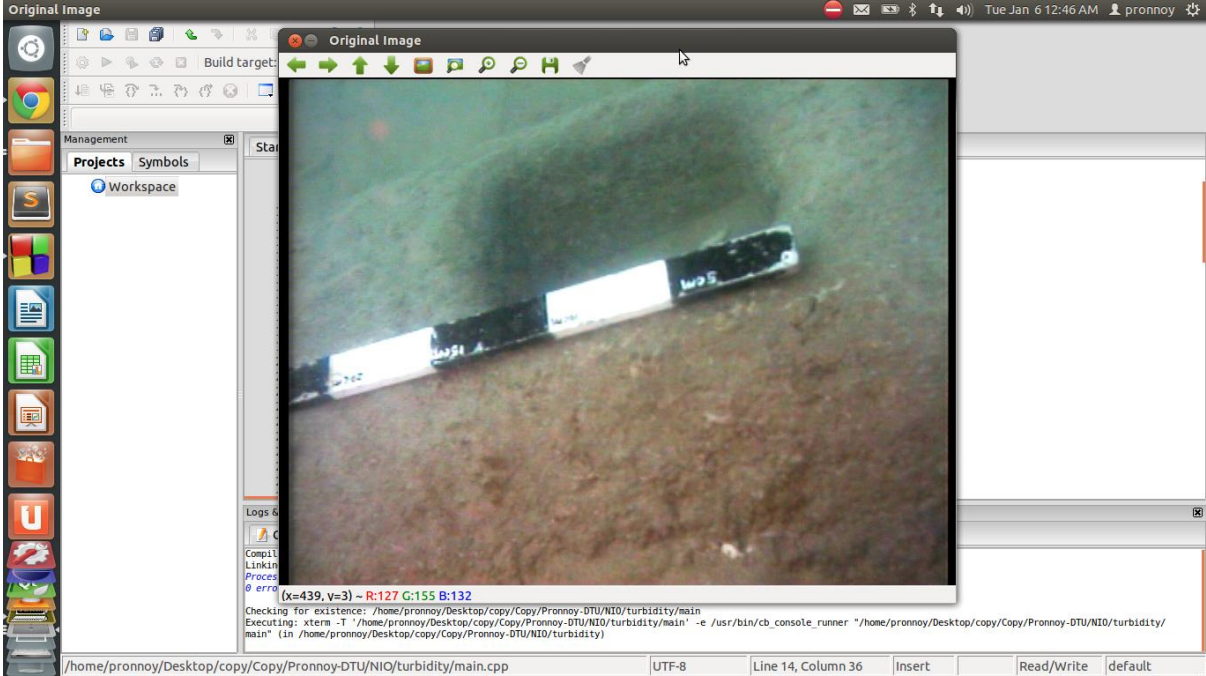 Original Image
Tue Jan 6 12:46 AM pronnoy
Build target:
Original Image
Management
Projects Symbols
Workspace
5cm
15cm
Logs &
(x=439, y=3) ~ R:127 G:155 B:132
Checking for existence: /home/pronnoy/Desktop/copy/Copy/Pronnoy-DTU/NIO/turbidity/main
Executing: xterm -T '/home/pronnoy/Desktop/copy/Copy/Pronnoy-DTU/NIO/turbidity/main' -e /usr/bin/cb_console_runner "/home/pronnoy/Desktop/copy/Copy/Pronnoy-DTU/NIO/turbidity/
main" (in /home/pronnoy/Desktop/copy/Copy/Pronnoy-DTU/NIO/turbidity)
/home/pronnoy/Desktop/copy/Copy/Pronnoy-DTU/NIO/turbidity/main.cpp UTF-8 Line 14, Column 36 Insert Read/Write default